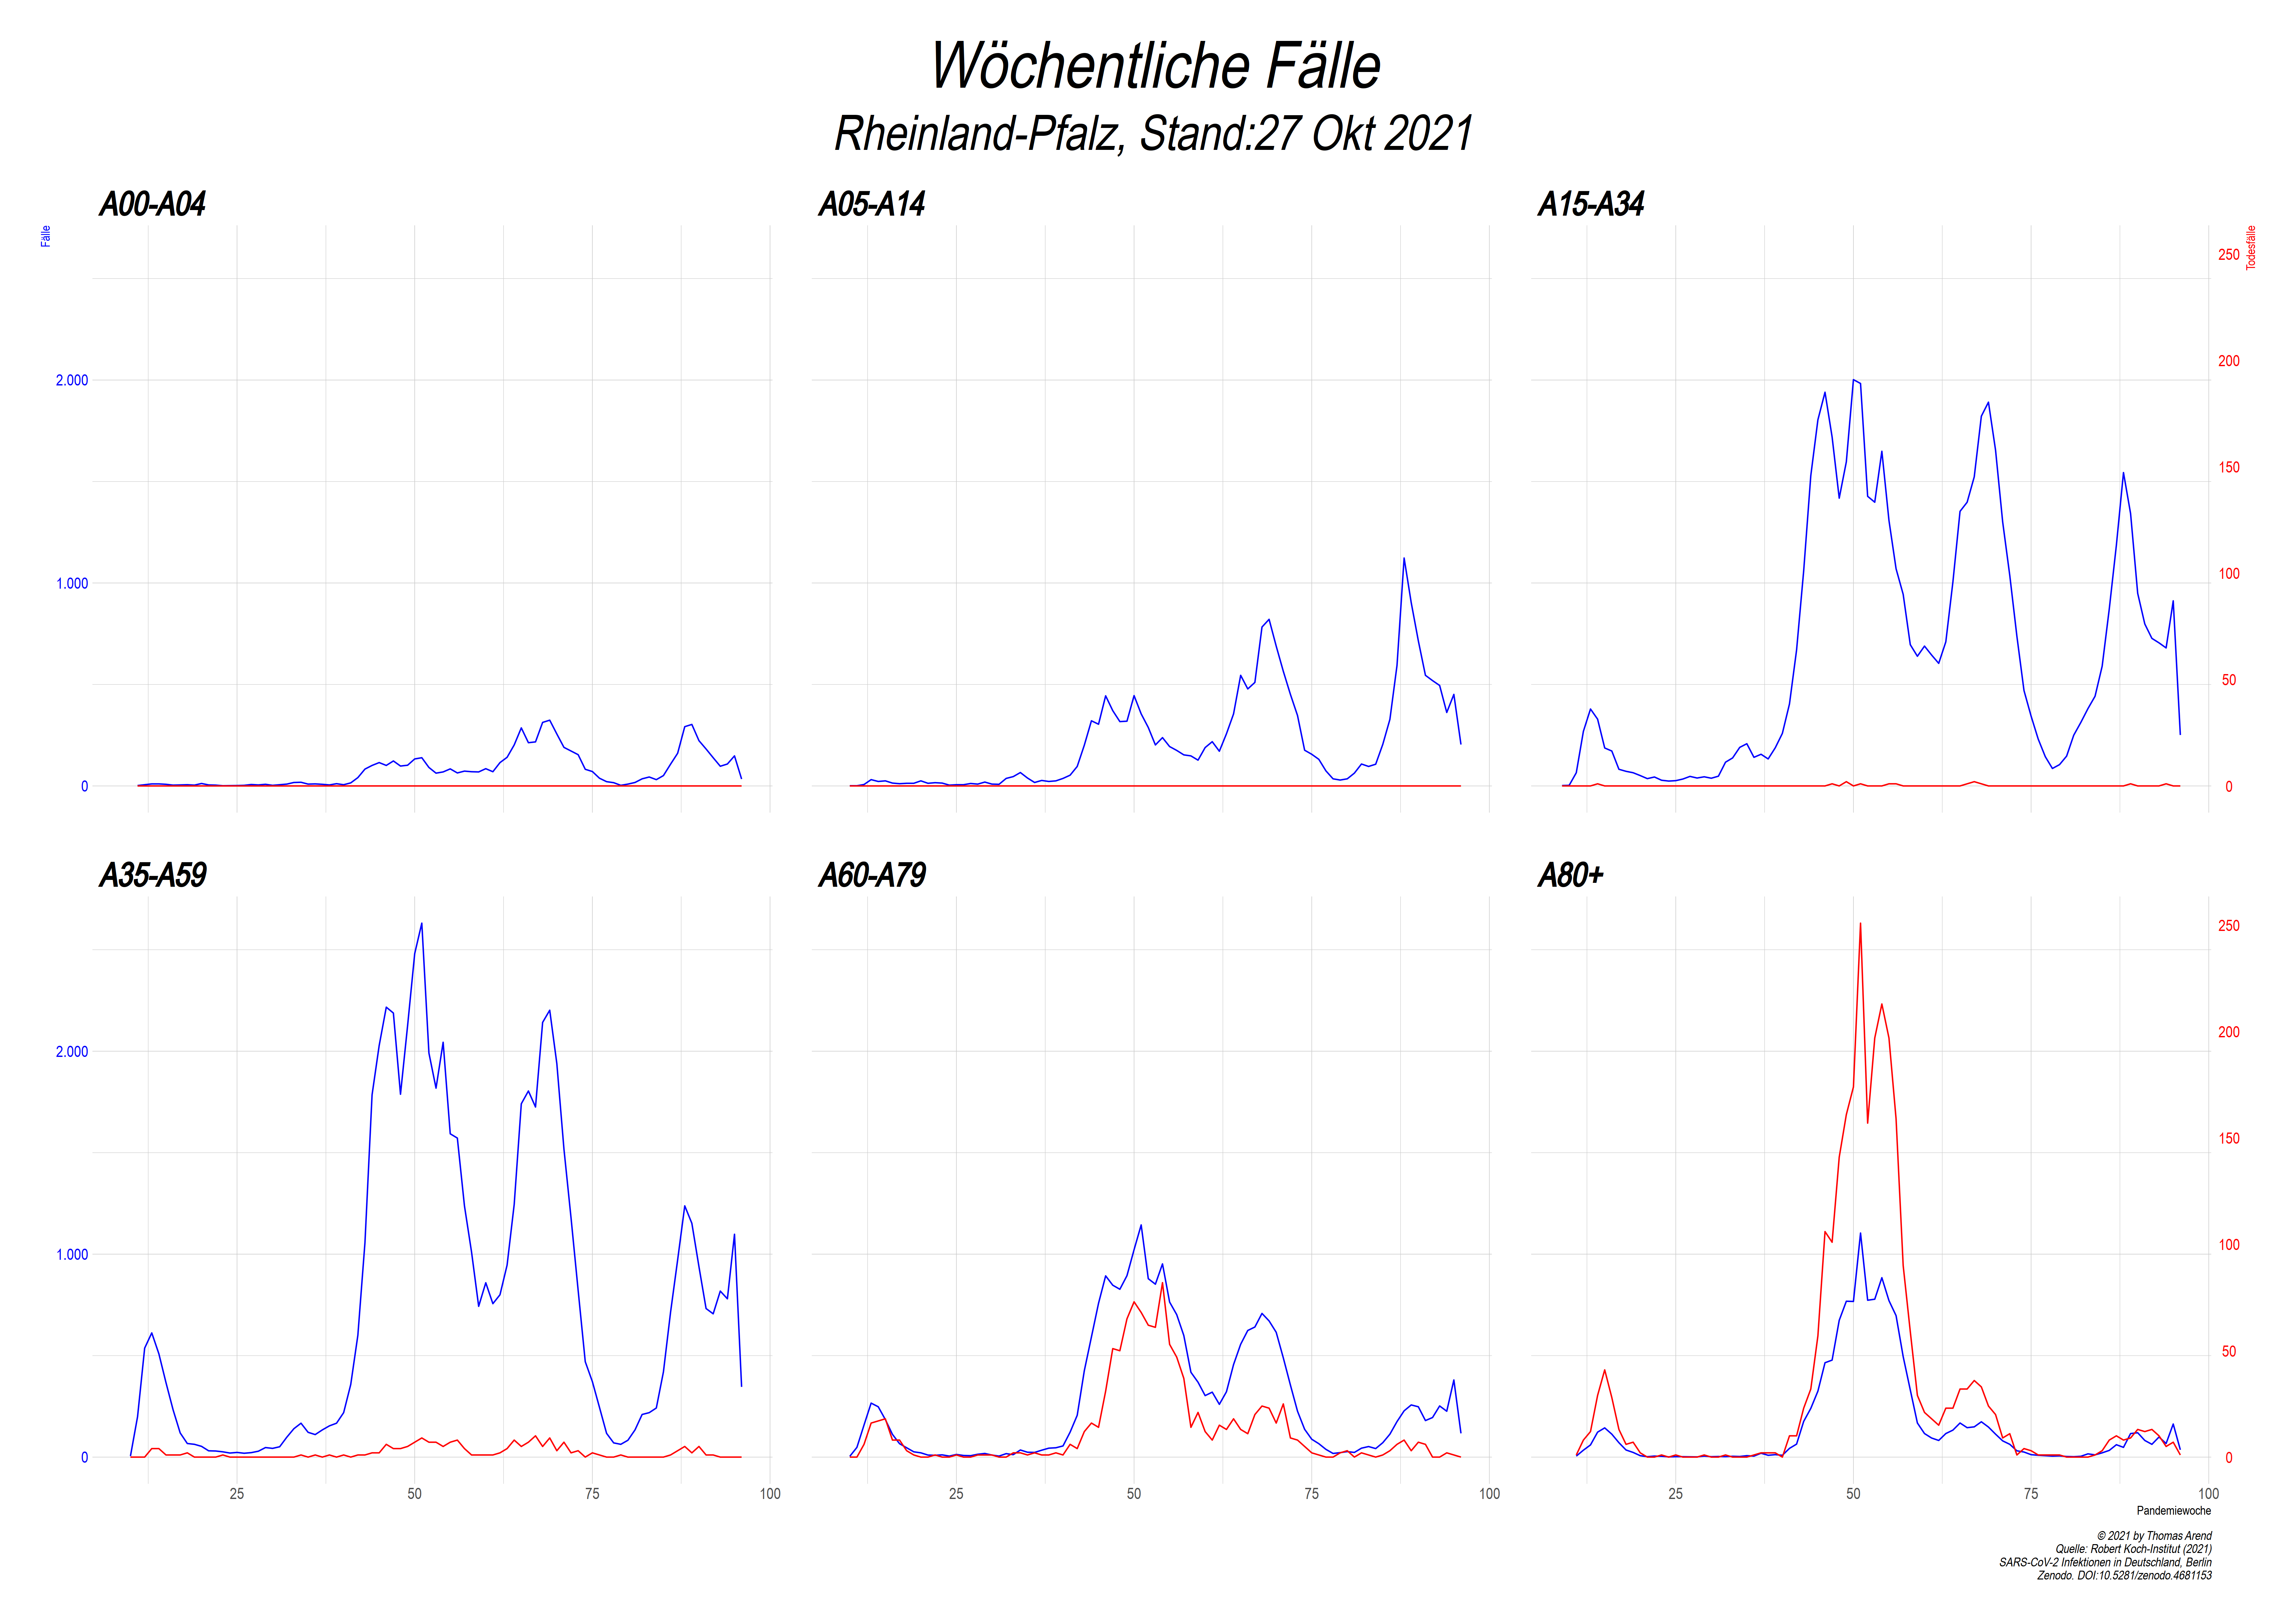 Wöchentliche Fälle
Rheinland-Pfalz, Stand:27 Okt 2021
A00-A04
A05-A14
A15-A34
Fälle
Todesfälle
2.000
1.000
0
250
200
150
100
50
0
A35-A59
A60-A79
A80+
2.000
1.000
0
250
200
150
100
50
0
25 50 75 100
25 50 75 100
25 50 75 100
Pandemiewoche
© 2021 by Thomas Arend
Quelle: Robert Koch-Institut (2021)
SARS-CoV-2 Infektionen in Deutschland, Berlin
Zenodo. DOI:10.5281/zenodo.4681153